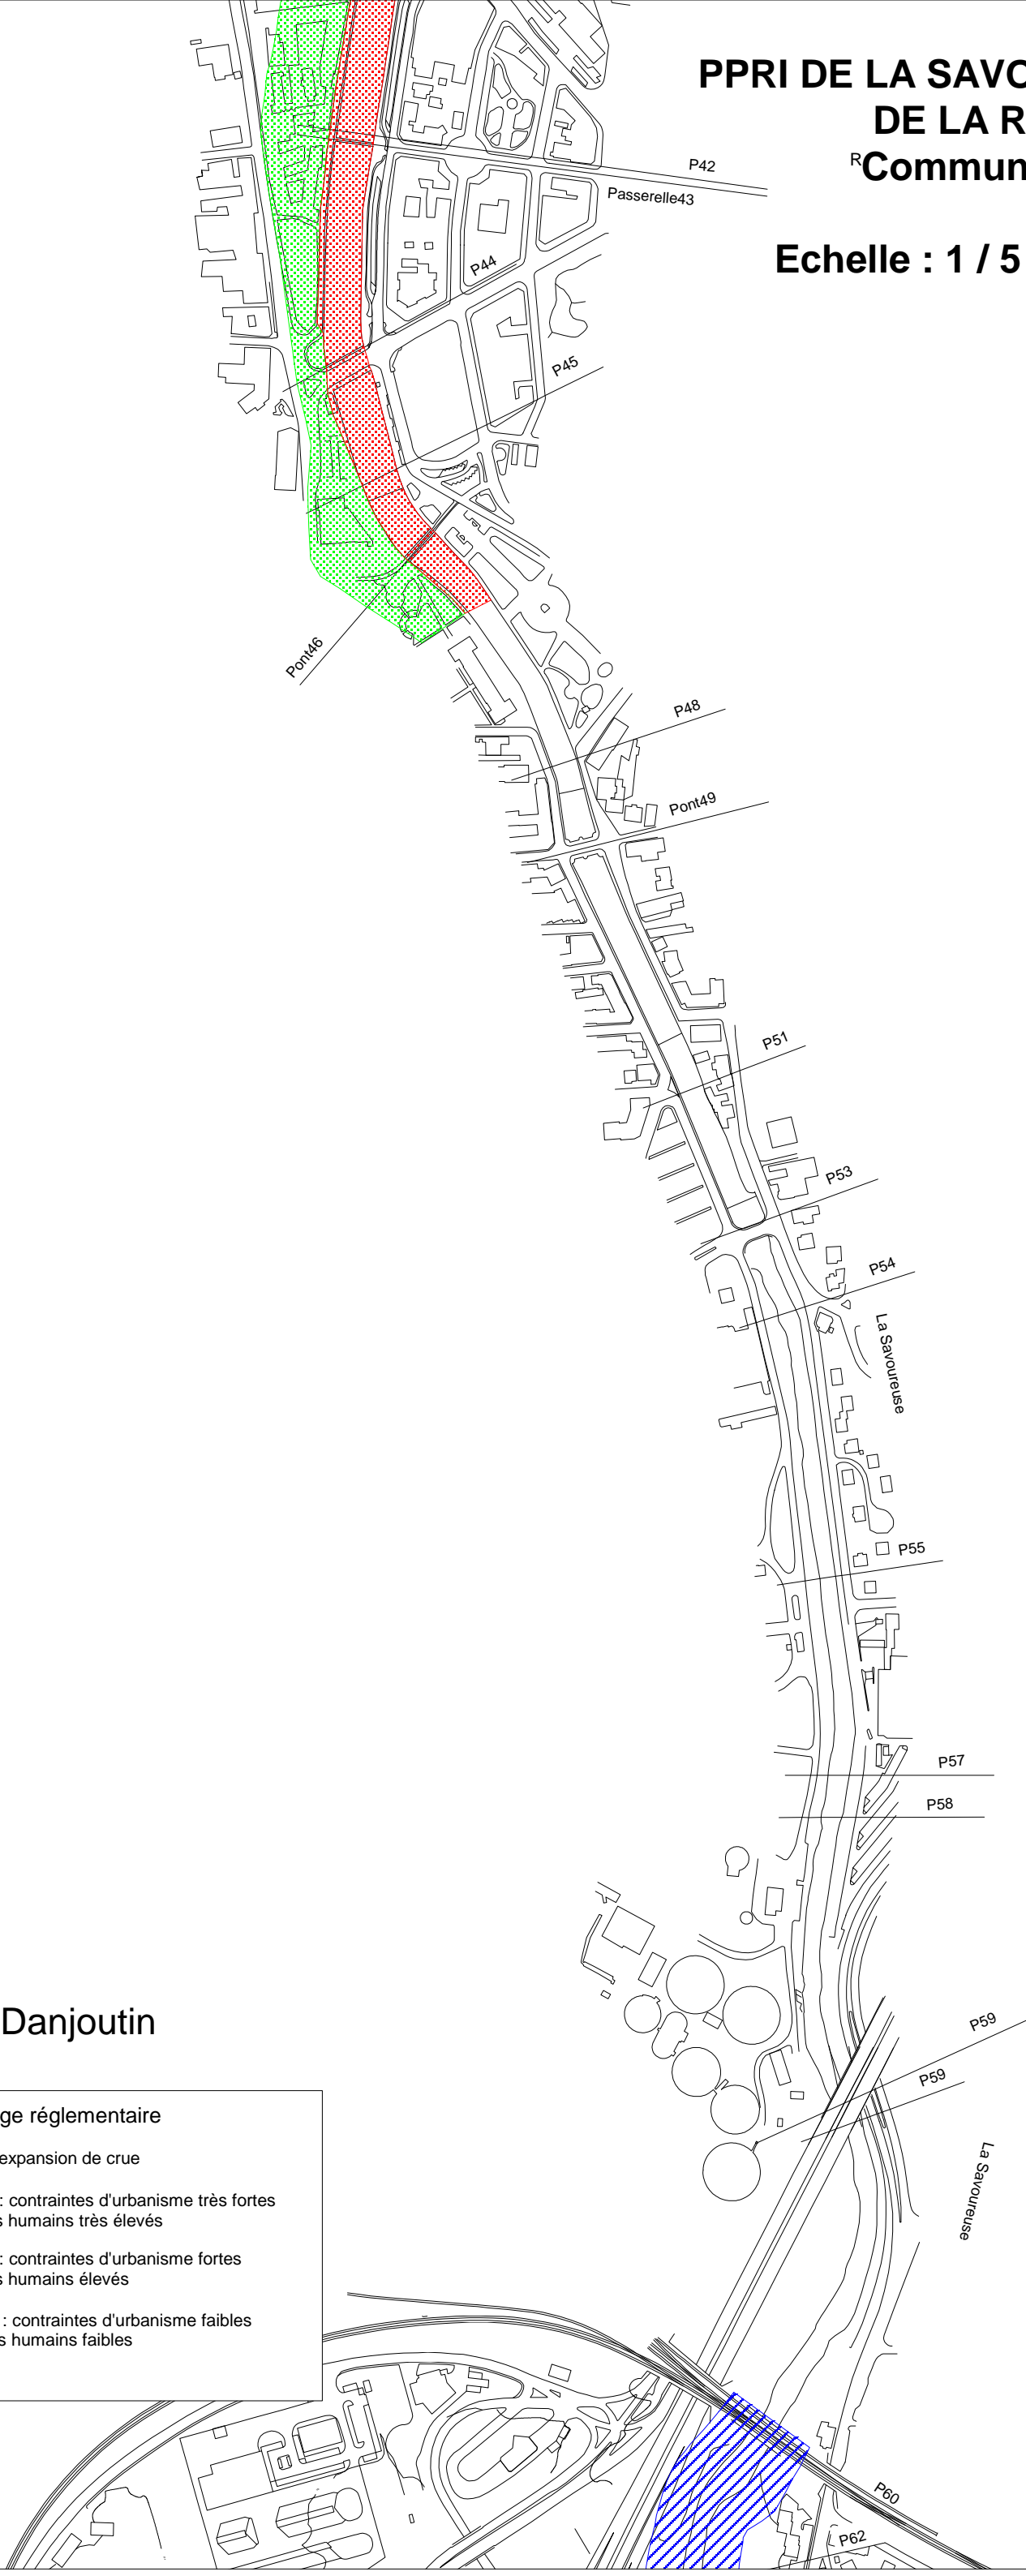 PPRI DE LA SAVO
DE LA R
R
Commun
Echelle : 1 / 5
P42
Passerelle43
P44
P45
Pont46
P48
Pont49
P51
P53
P54
La Savoureuse
P55
P57
P58
P59
P59
La Savoureuse
Danjoutin
ge réglementaire
expansion de crue
: contraintes d'urbanisme très fortes
s humains très élevés
: contraintes d'urbanisme fortes
s humains élevés
: contraintes d'urbanisme faibles
s humains faibles
P60
P62